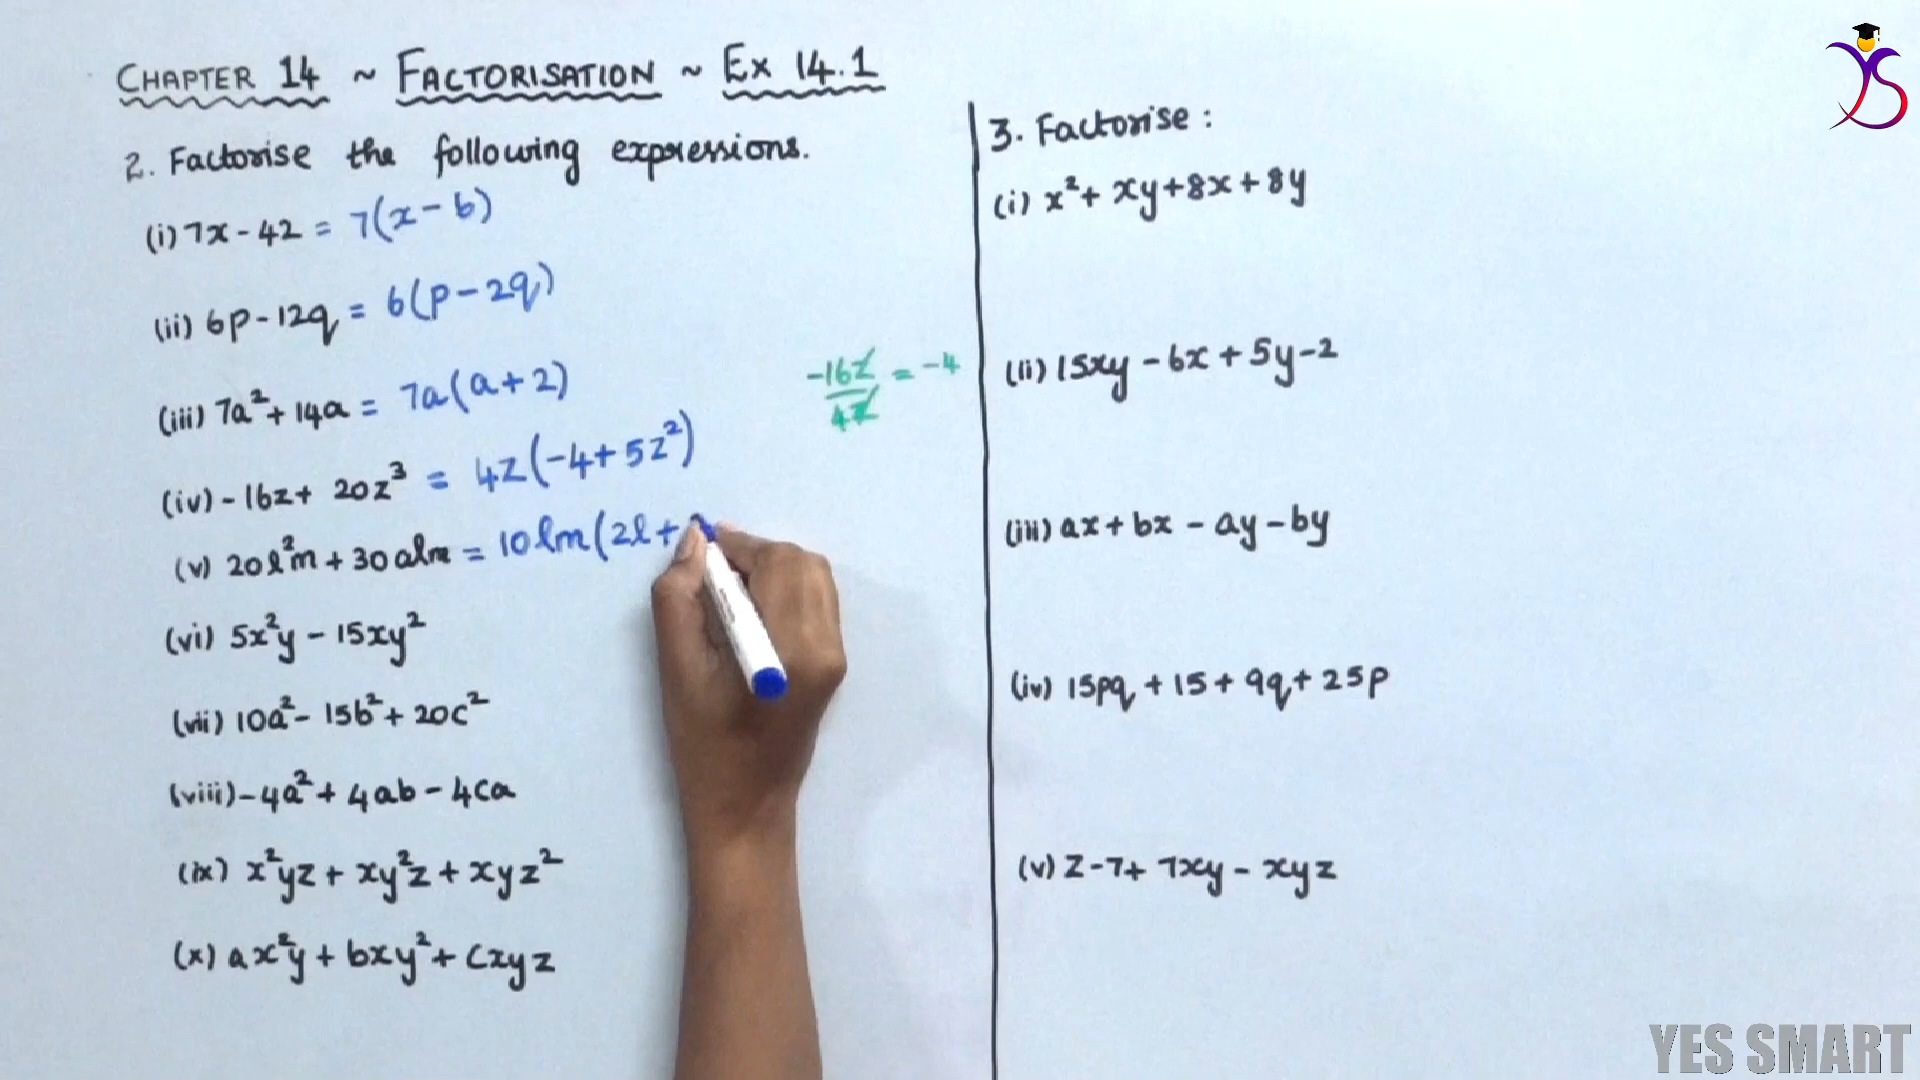 CHAPTER 14 ~ FACTORISATION ~ EX 14.1
2. Factorise the following expressions.
(i) 7x - 42 = 7(x - 6)
(ii) 6p - 12q = 6(p - 2q)
(iii) 7a² + 14a = 7a(a + 2)
(iv) - 16z + 20z³ = 4z(-4 + 5z²)
-16z/4z = -4
(v) 20l²m + 30alm = 10lm(2l +
(vi) 5x²y - 15xy²
(vii) 10a² - 15b² + 20c²
(viii) -4a² + 4ab - 4ca
(ix) x²yz + xy²z + xyz²
(x) ax²y + bxy² + cxyz
3. Factorise :
(i) x² + xy + 8x + 8y
(ii) 15xy - 6x + 5y - 2
(iii) ax + bx - ay - by
(iv) 15pq + 15 + 9q + 25p
(v) z - 7 + 7xy - xyz
YS
YES SMART